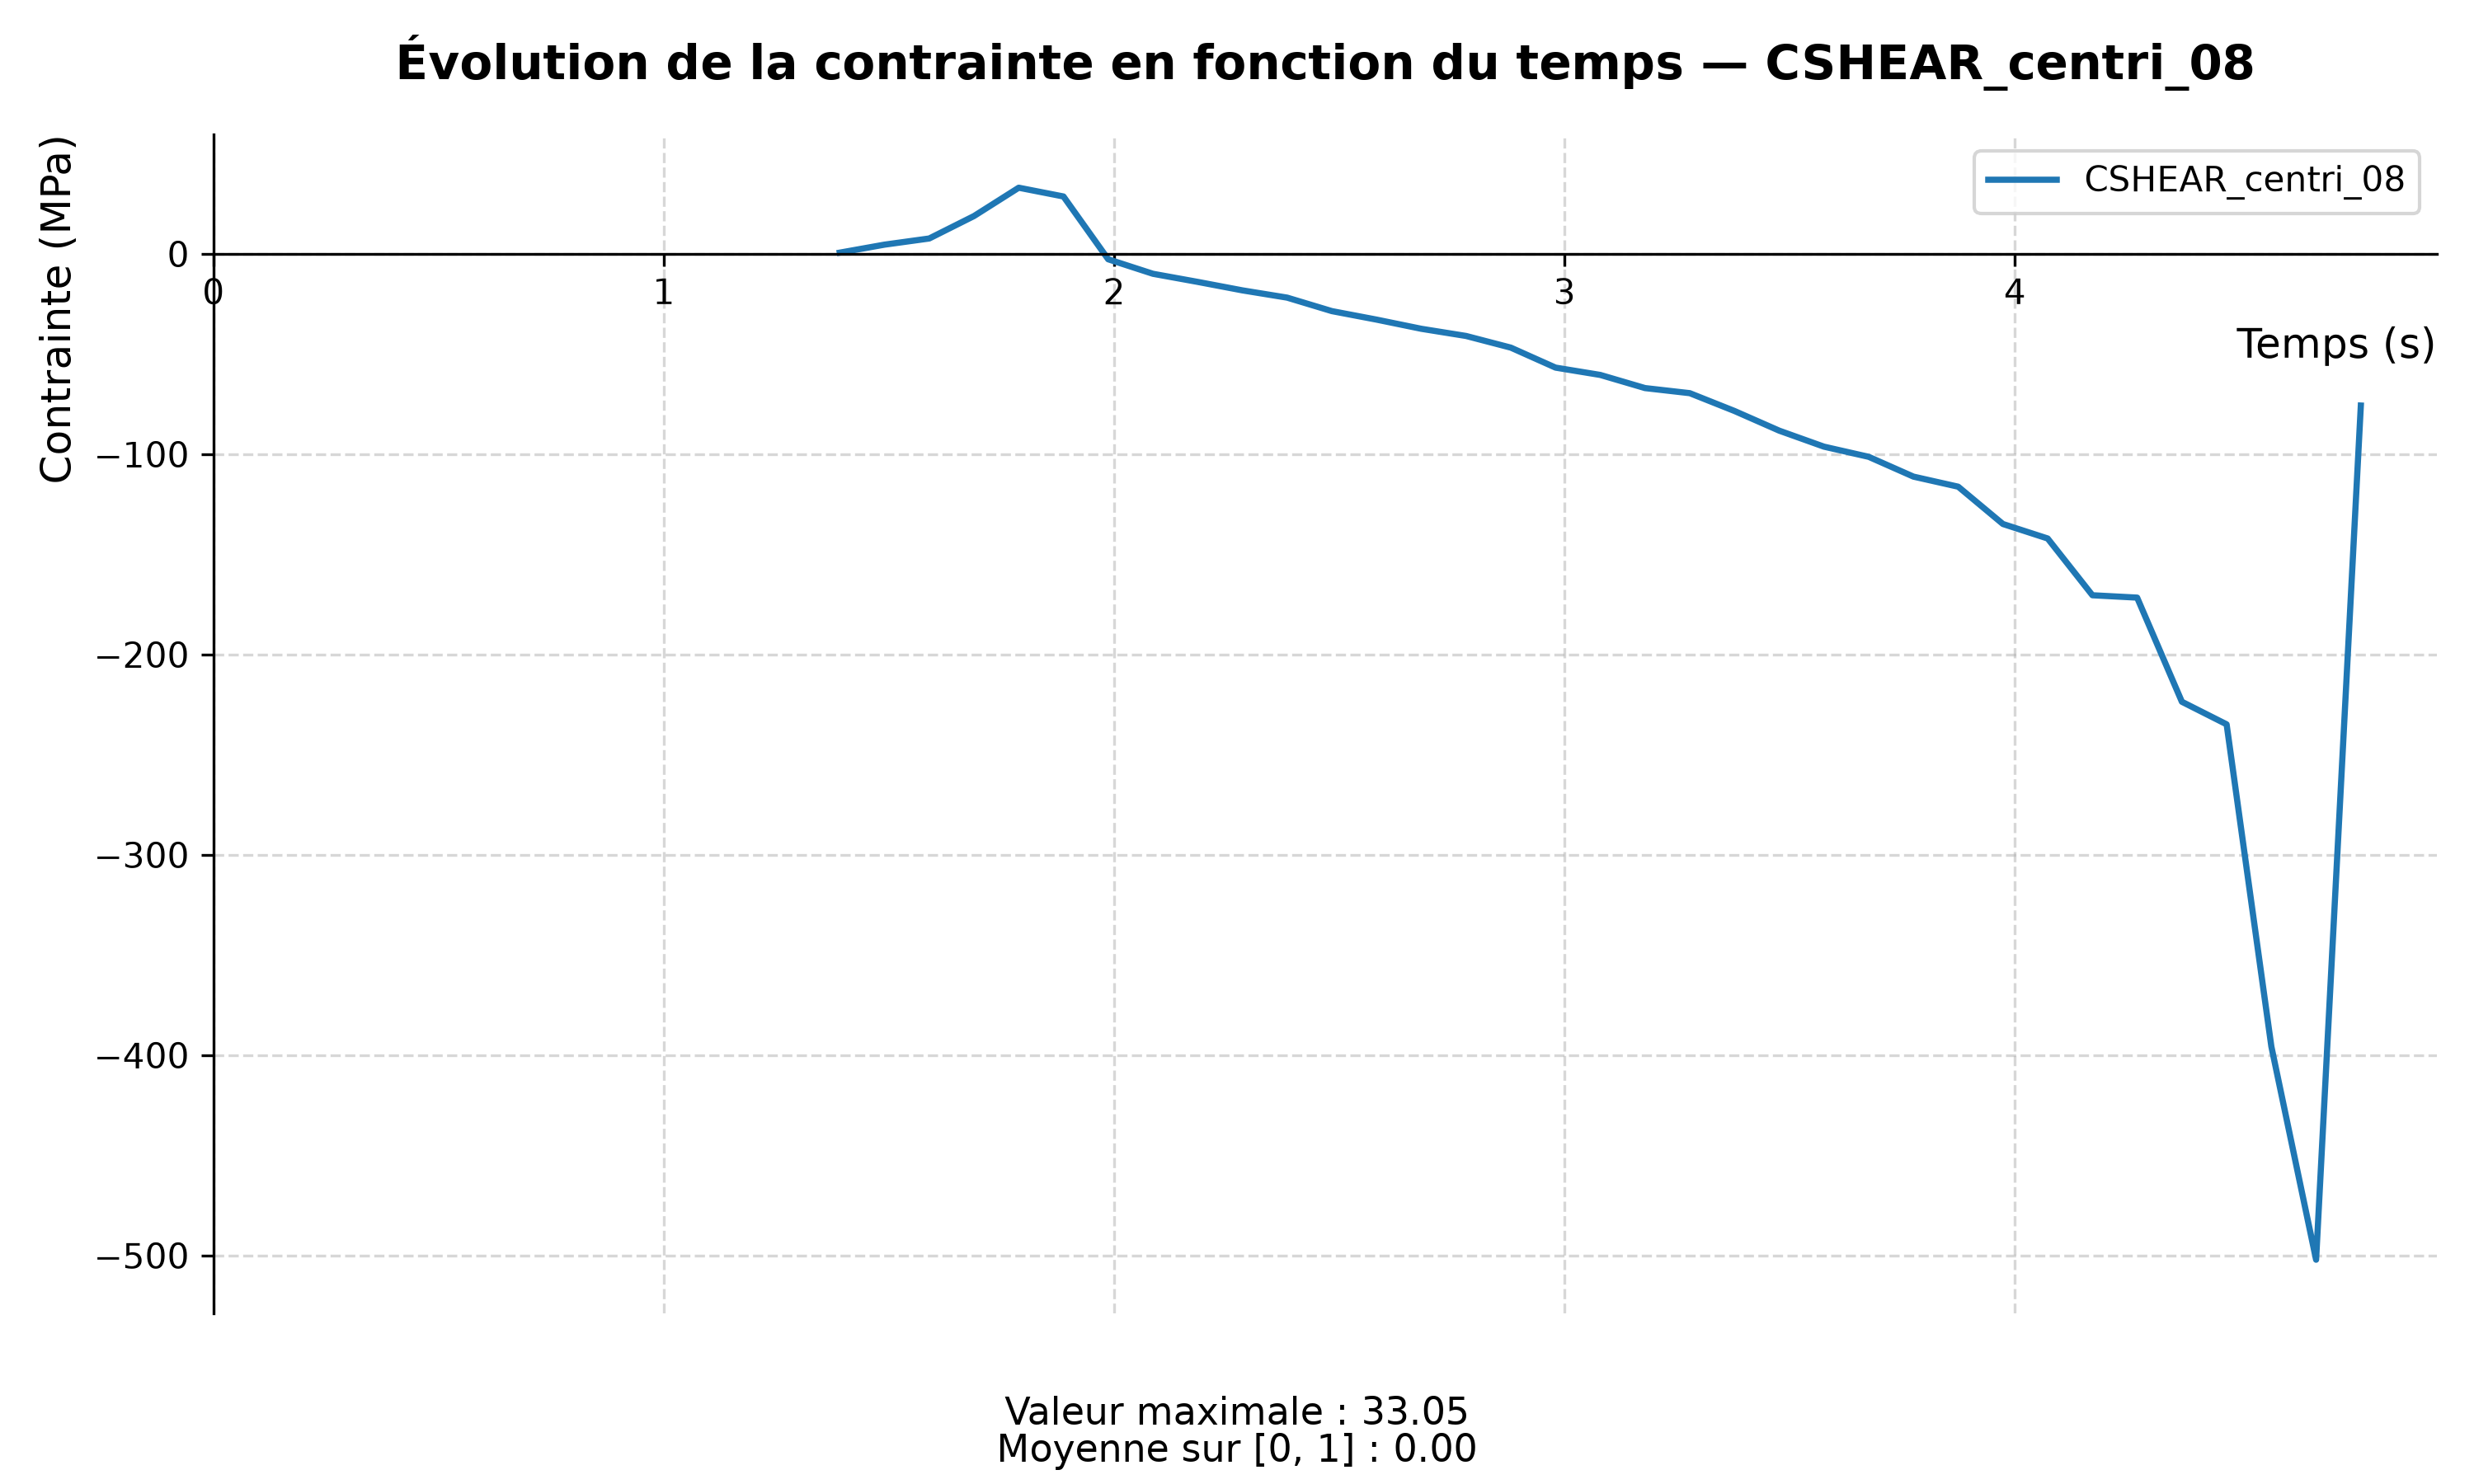 Évolution de la contrainte en fonction du temps — CSHEAR_centri_08
Contrainte (MPa)
CSHEAR_centri_08
0
0
1
2
3
4
Temps (s)
−100
−200
−300
−400
−500
Valeur maximale : 33.05
Moyenne sur [0, 1] : 0.00